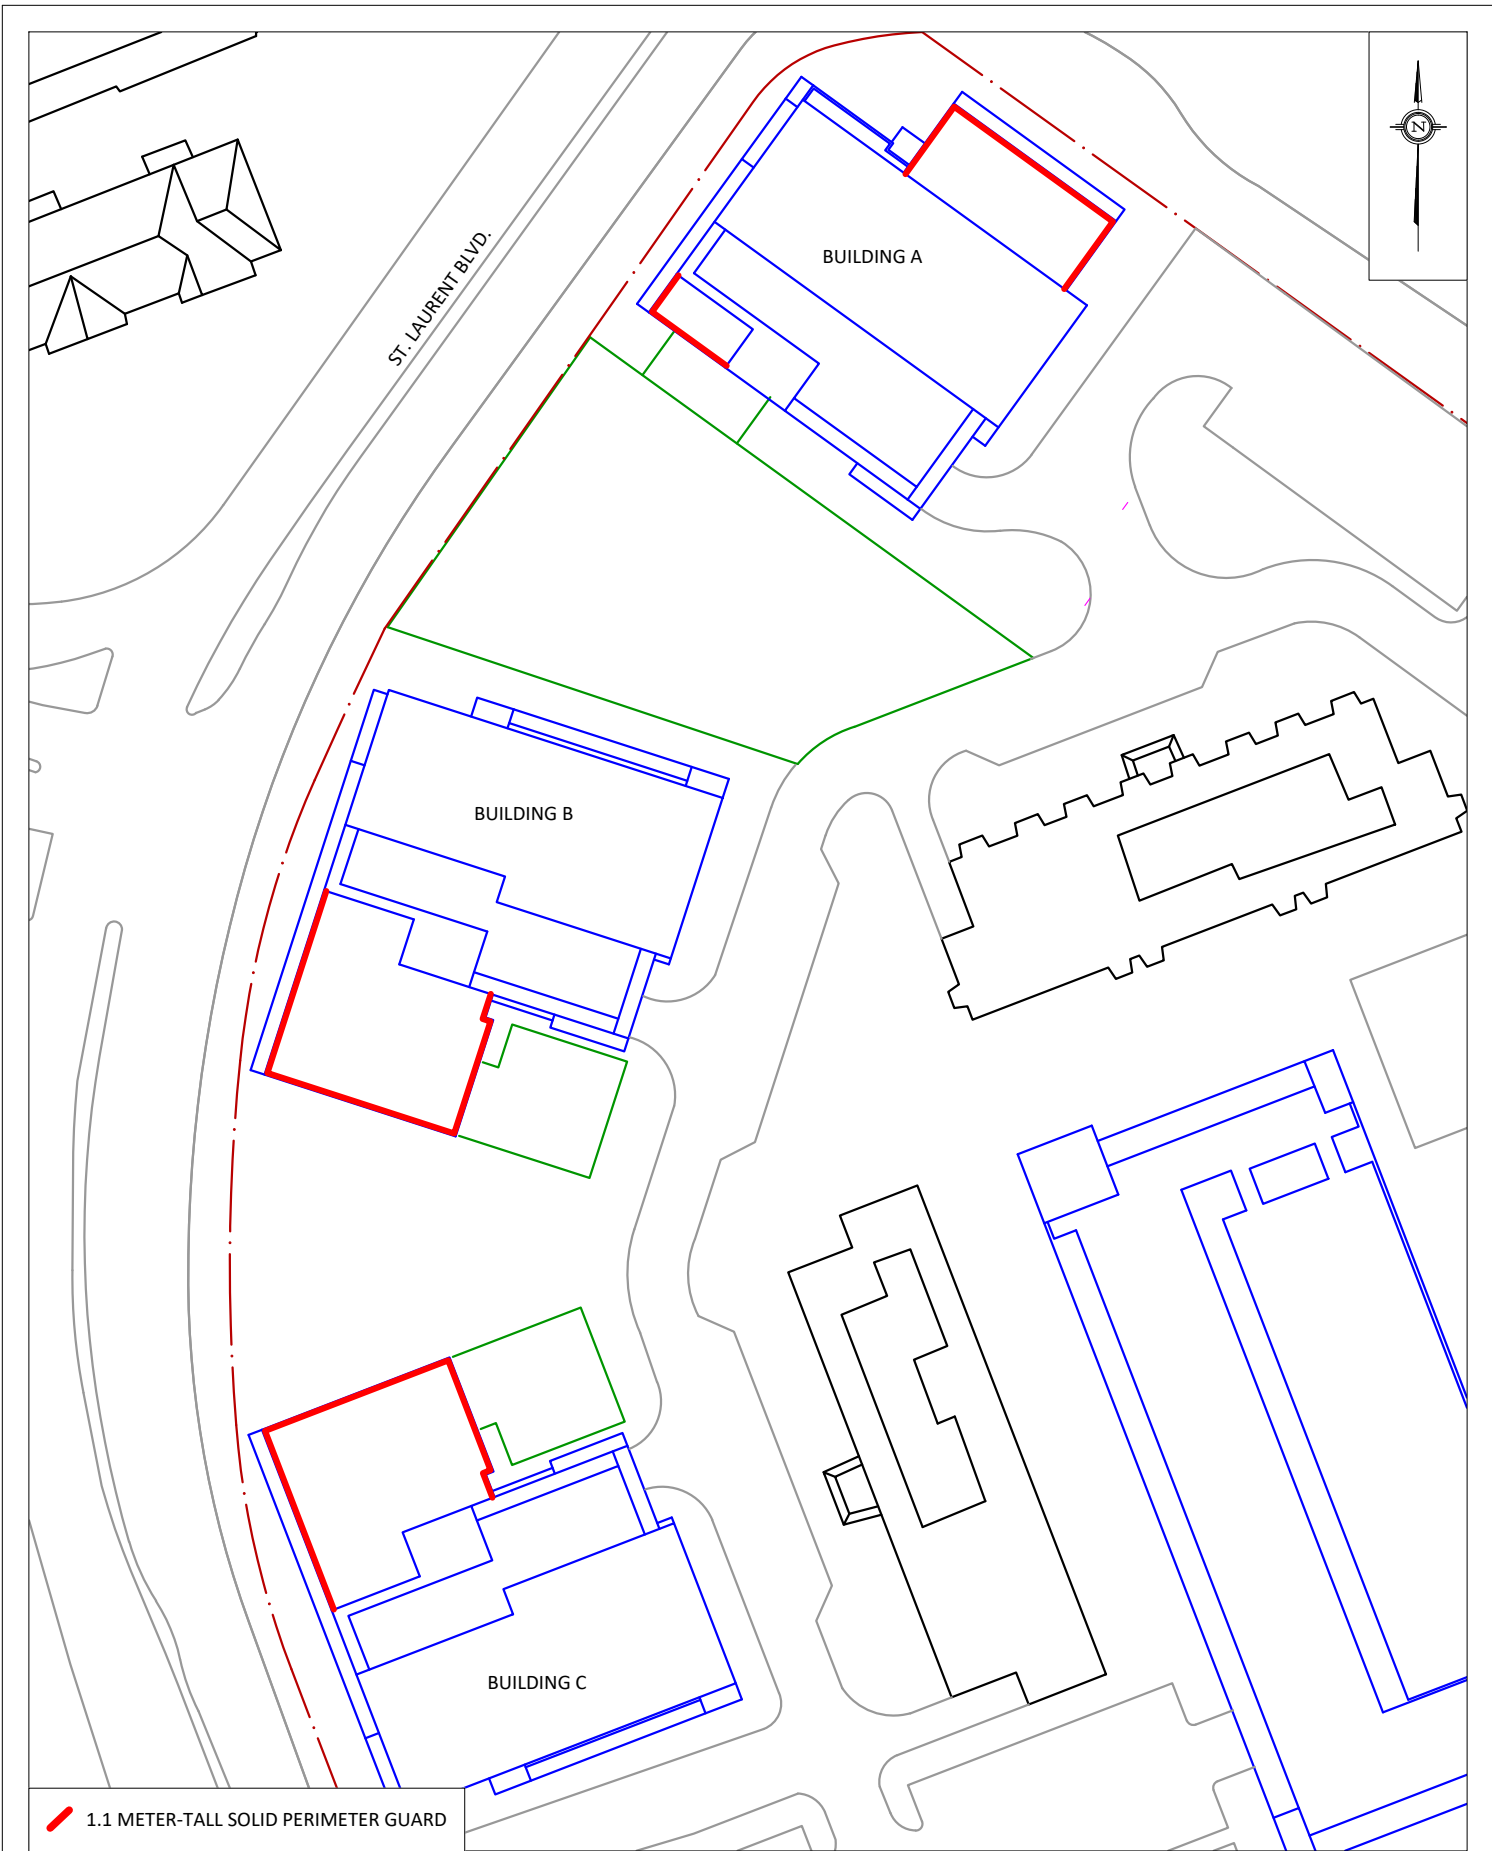 N
BUILDING A
ST. LAURENT BLVD.
BUILDING B
BUILDING C
1.1 METER-TALL SOLID PERIMETER GUARD